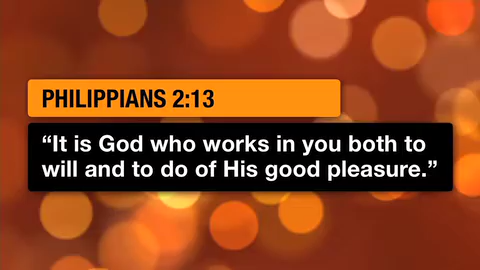 PHILIPPIANS 2:13
“It is God who works in you both to
will and to do of His good pleasure.”